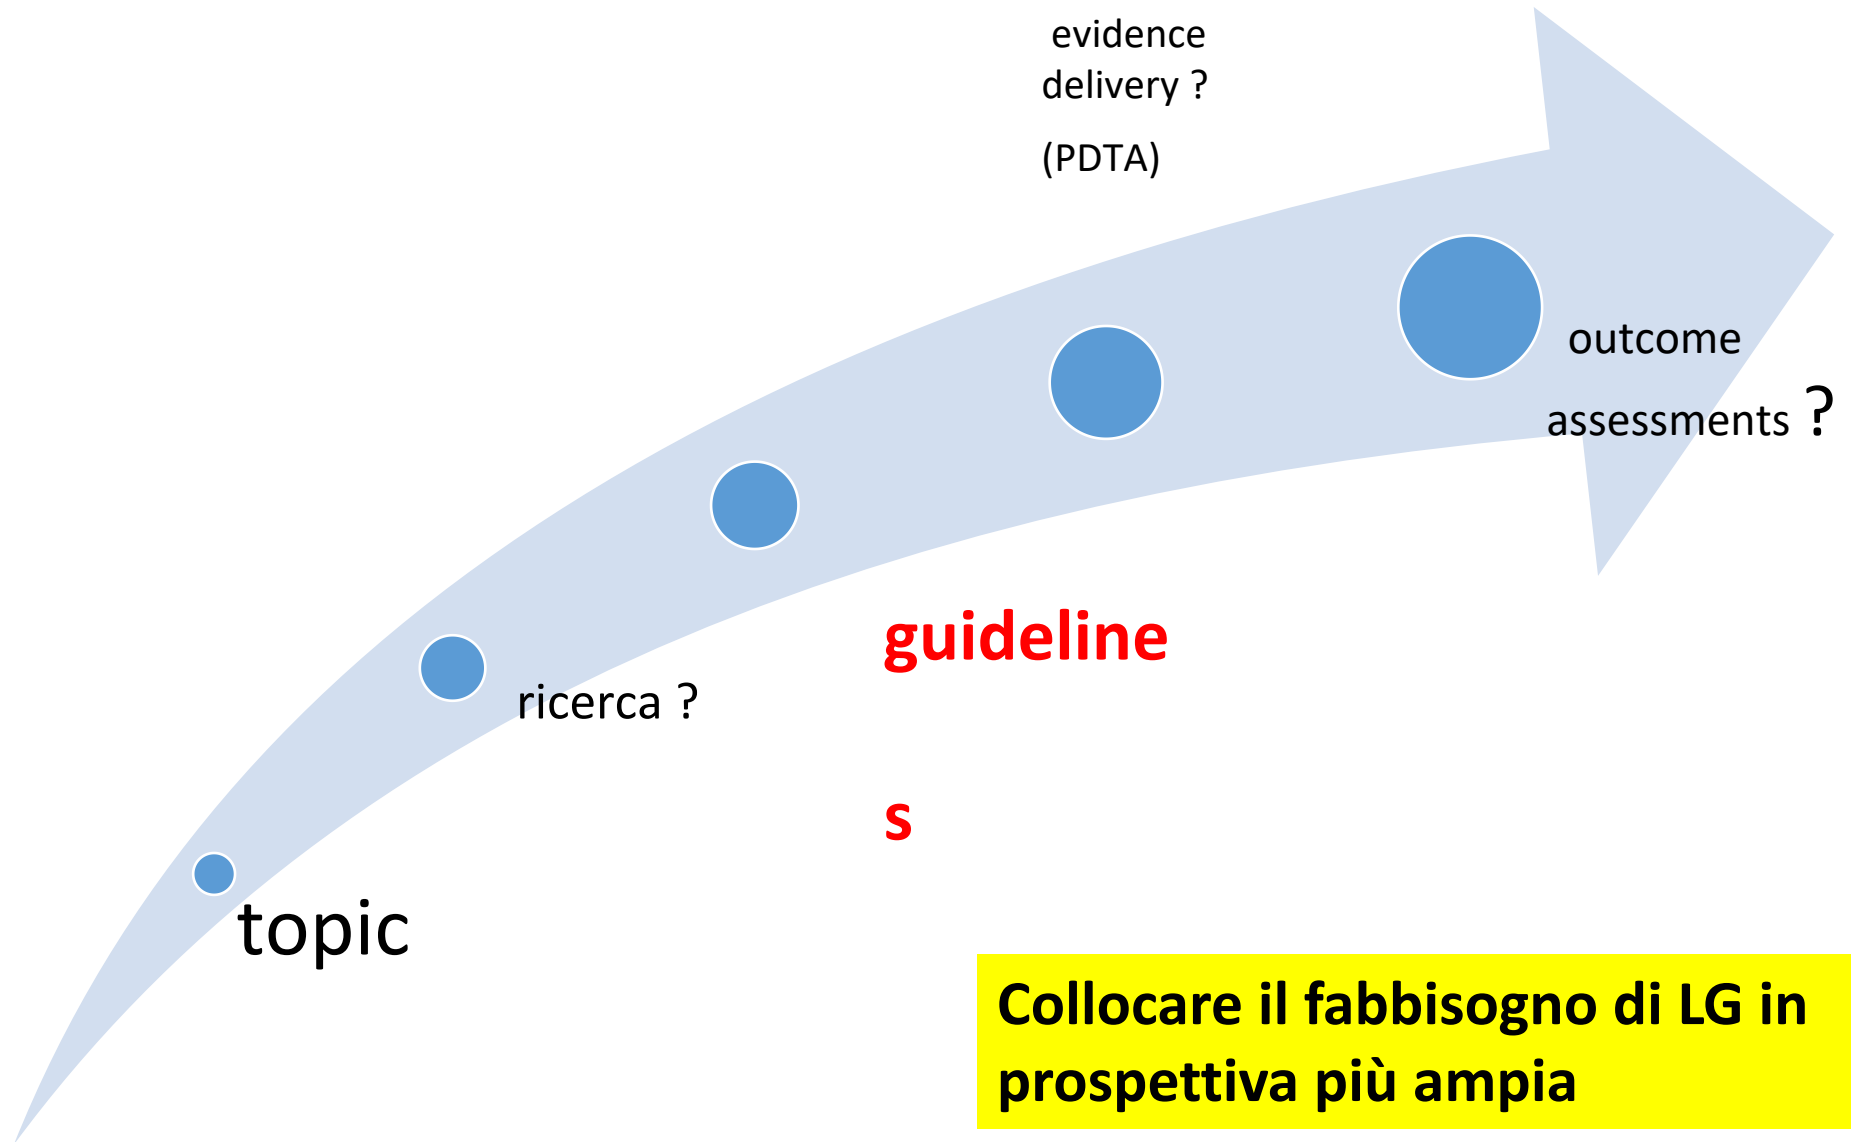 evidence
delivery ?
(PDTA)
outcome
assessments ?
guideline
s
ricerca ?
topic
Collocare il fabbisogno di LG in
prospettiva più ampia